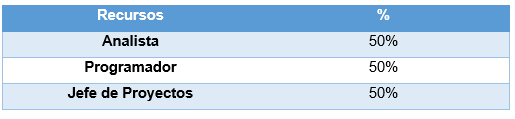 Recursos %
Analista 50%
Programador 50%
Jefe de Proyectos 50%